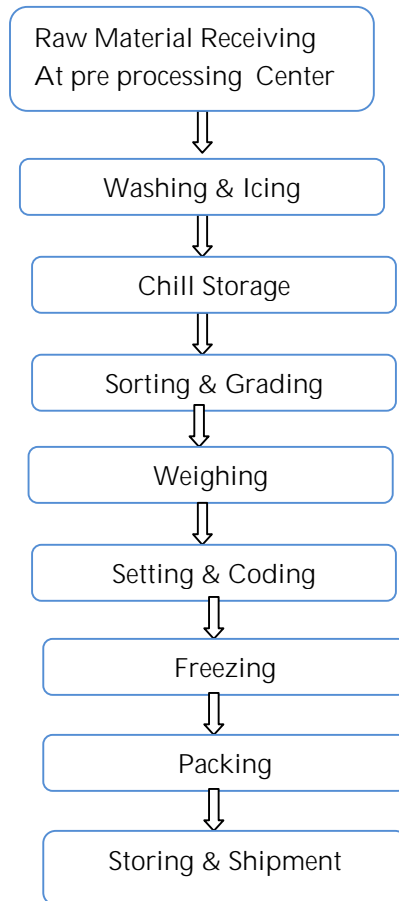 Raw Material Receiving
At pre processing Center
Washing & Icing
Chill Storage
Sorting & Grading
Weighing
Setting & Coding
Freezing
Packing
Storing & Shipment